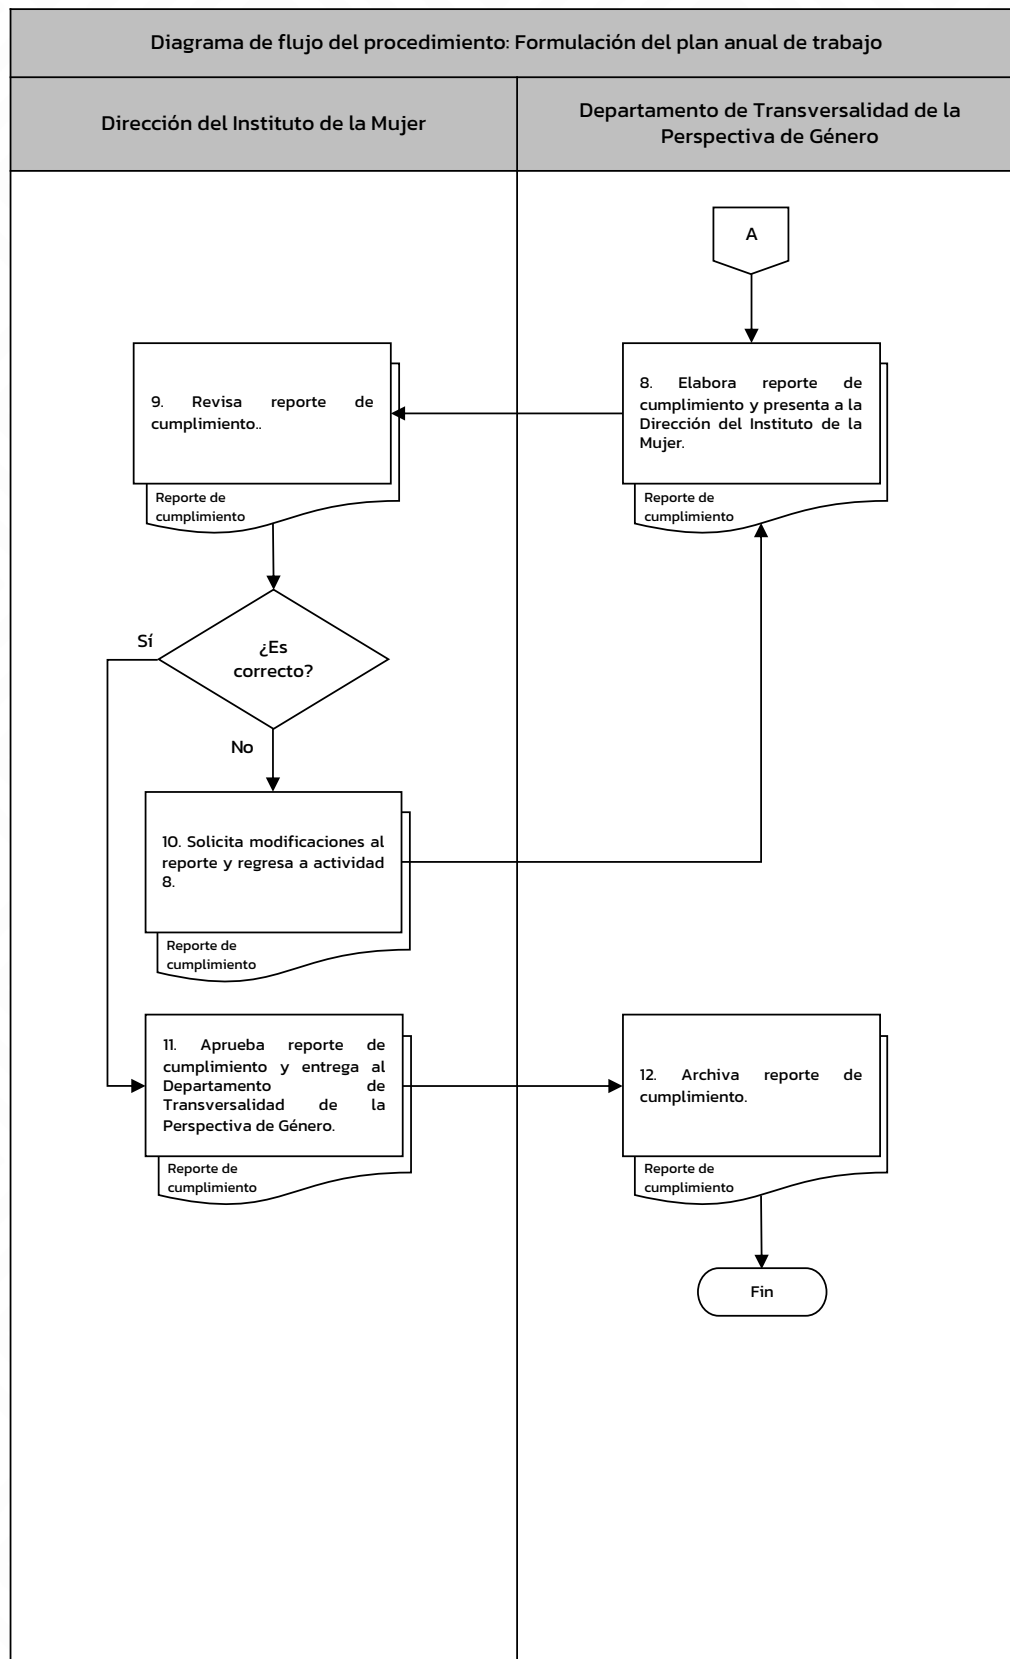 Diagrama de flujo del procedimiento: Formulación del plan anual de trabajo
Dirección del Instituto de la Mujer
Departamento de Transversalidad de la
Perspectiva de Género
A
8. Elabora reporte de
cumplimiento y presenta a la
Dirección del Instituto de la
Mujer.
Reporte de
cumplimiento
9. Revisa reporte de
cumplimiento..
Reporte de
cumplimiento
¿Es
correcto?
Sí
No
10. Solicita modificaciones al
reporte y regresa a actividad
8.
Reporte de
cumplimiento
11. Aprueba reporte de
cumplimiento y entrega al
Departamento de
Transversalidad de la
Perspectiva de Género.
Reporte de
cumplimiento
12. Archiva reporte de
cumplimiento.
Reporte de
cumplimiento
Fin